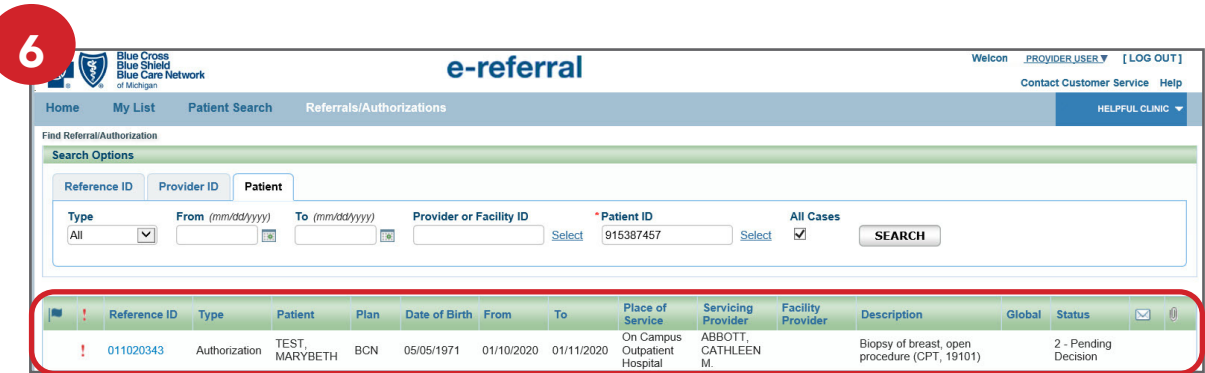 6
Blue Cross
Blue Shield
Blue Care Network
of Michigan
e-referral
Welcon PROVIDER USER ▼ [ LOG OUT ]
Contact Customer Service Help
Home My List Patient Search Referrals/Authorizations HELPFUL CLINIC
Find Referral/Authorization
Search Options
Reference ID Provider ID Patient
Type From (mm/dd/yyyy) To (mm/dd/yyyy) Provider or Facility ID *Patient ID All Cases
All Select 915387457 Select SEARCH
! Reference ID Type Patient Plan Date of Birth From To Place of Service Servicing Provider Facility Provider Description Global Status
! 011020343 Authorization TEST, MARYBETH BCN 05/05/1971 01/10/2020 01/11/2020 On Campus Outpatient Hospital ABBOTT, CATHLEEN M. Biopsy of breast, open procedure (CPT, 19101) 2 - Pending Decision